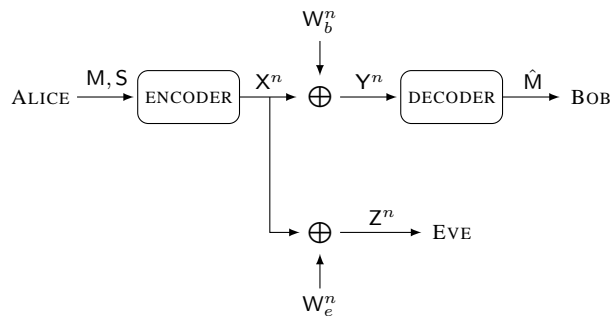 W_b^n
ALICE M, S ENCODER X^n ⊕ Y^n DECODER M̂ BOB
⊕ Z^n EVE
W_e^n